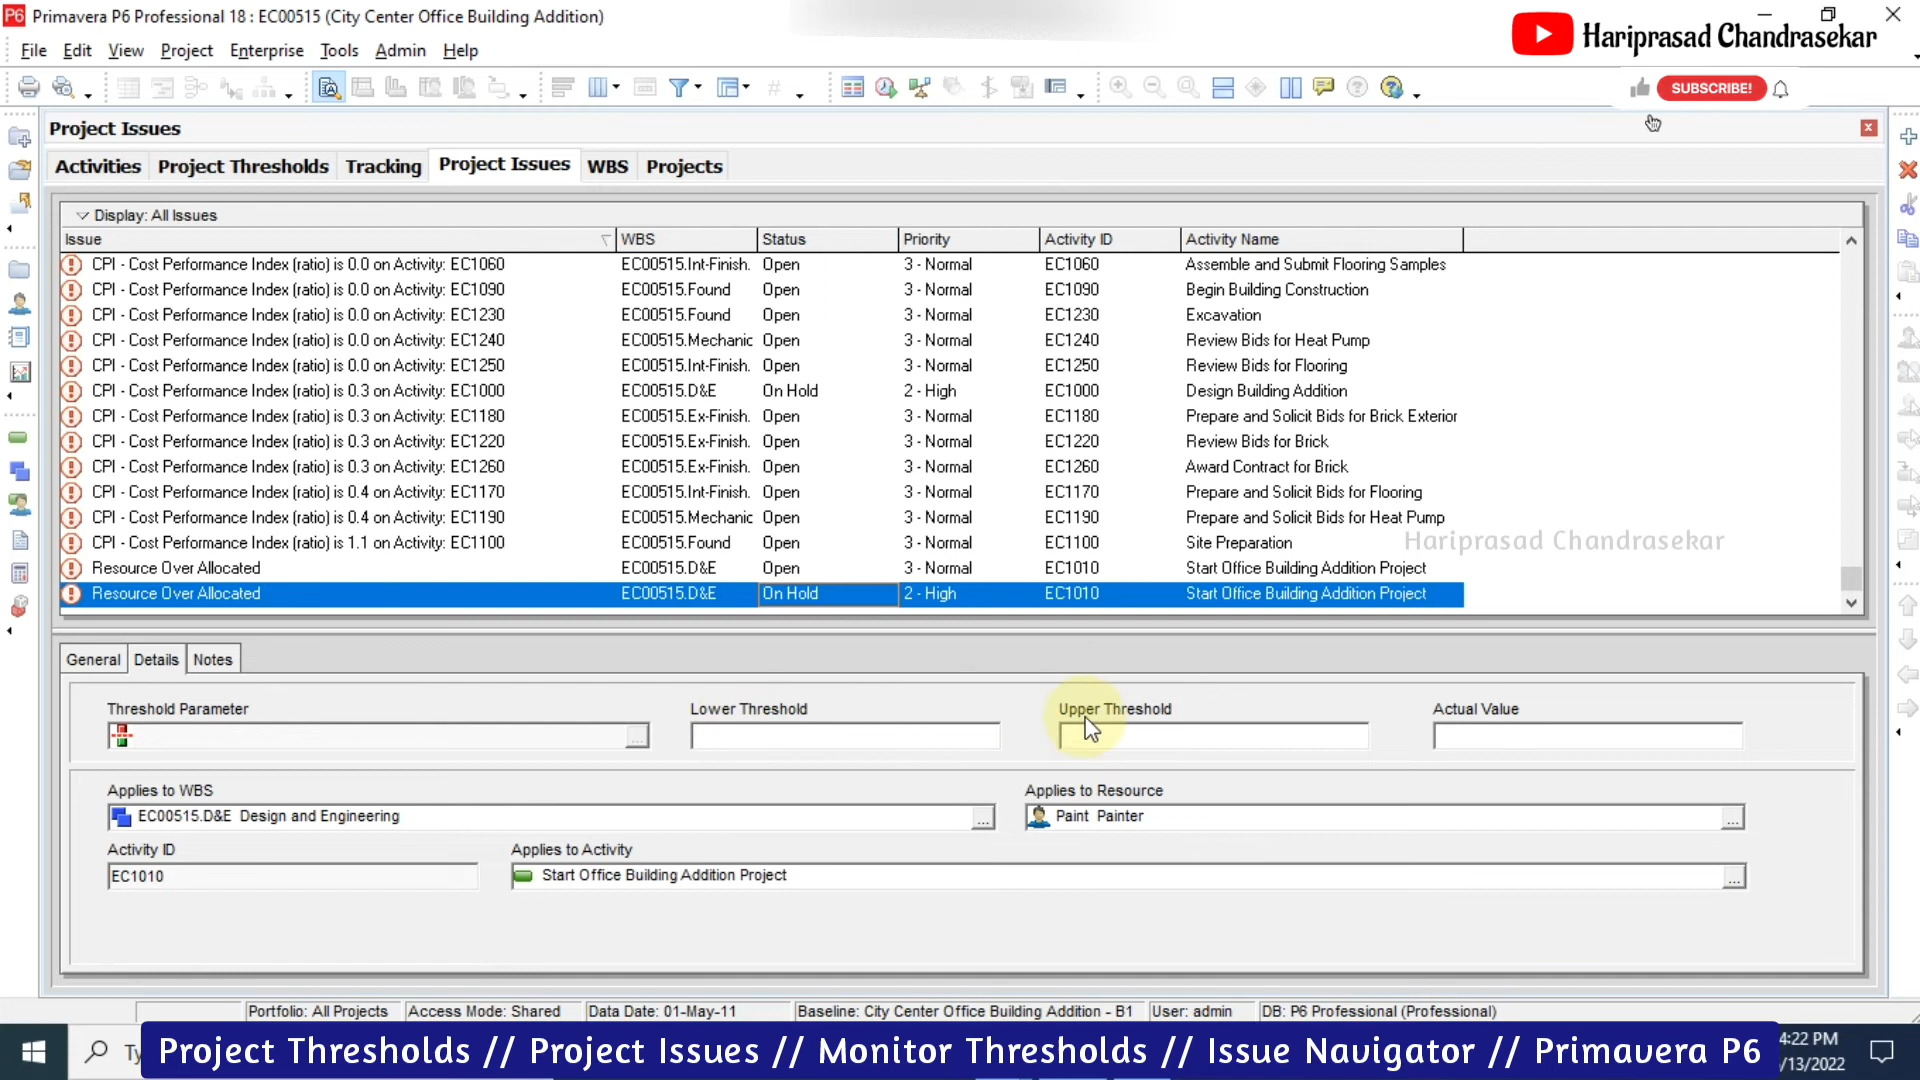 Primavera P6 Professional 18 : EC00515 (City Center Office Building Addition)
Hariprasad Chandrasekar
File Edit View Project Enterprise Tools Admin Help
SUBSCRIBE!
Project Issues
Activities Project Thresholds Tracking Project Issues WBS Projects
Display: All Issues
Issue WBS Status Priority Activity ID Activity Name
CPI - Cost Performance Index (ratio) is 0.0 on Activity: EC1060 EC00515.Int-Finish. Open 3 - Normal EC1060 Assemble and Submit Flooring Samples
CPI - Cost Performance Index (ratio) is 0.0 on Activity: EC1090 EC00515.Found Open 3 - Normal EC1090 Begin Building Construction
CPI - Cost Performance Index (ratio) is 0.0 on Activity: EC1230 EC00515.Found Open 3 - Normal EC1230 Excavation
CPI - Cost Performance Index (ratio) is 0.0 on Activity: EC1240 EC00515.Mechanic Open 3 - Normal EC1240 Review Bids for Heat Pump
CPI - Cost Performance Index (ratio) is 0.0 on Activity: EC1250 EC00515.Int-Finish. Open 3 - Normal EC1250 Review Bids for Flooring
CPI - Cost Performance Index (ratio) is 0.3 on Activity: EC1000 EC00515.D&E On Hold 2 - High EC1000 Design Building Addition
CPI - Cost Performance Index (ratio) is 0.3 on Activity: EC1180 EC00515.Ex-Finish. Open 3 - Normal EC1180 Prepare and Solicit Bids for Brick Exterior
CPI - Cost Performance Index (ratio) is 0.3 on Activity: EC1220 EC00515.Ex-Finish. Open 3 - Normal EC1220 Review Bids for Brick
CPI - Cost Performance Index (ratio) is 0.3 on Activity: EC1260 EC00515.Ex-Finish. Open 3 - Normal EC1260 Award Contract for Brick
CPI - Cost Performance Index (ratio) is 0.4 on Activity: EC1170 EC00515.Int-Finish. Open 3 - Normal EC1170 Prepare and Solicit Bids for Flooring
CPI - Cost Performance Index (ratio) is 0.4 on Activity: EC1190 EC00515.Mechanic Open 3 - Normal EC1190 Prepare and Solicit Bids for Heat Pump
CPI - Cost Performance Index (ratio) is 1.1 on Activity: EC1100 EC00515.Found Open 3 - Normal EC1100 Site Preparation
Hariprasad Chandrasekar
Resource Over Allocated EC00515.D&E Open 3 - Normal EC1010 Start Office Building Addition Project
Resource Over Allocated EC00515.D&E On Hold 2 - High EC1010 Start Office Building Addition Project
General Details Notes
Threshold Parameter Lower Threshold Upper Threshold Actual Value
Applies to WBS Applies to Resource
EC00515.D&E Design and Engineering Paint Painter
Activity ID Applies to Activity
EC1010 Start Office Building Addition Project
Portfolio: All Projects Access Mode: Shared Data Date: 01-May-11 Baseline: City Center Office Building Addition - B1 User: admin DB: P6 Professional (Professional)
Project Thresholds // Project Issues // Monitor Thresholds // Issue Navigator // Primavera P6
4:22 PM
/13/2022